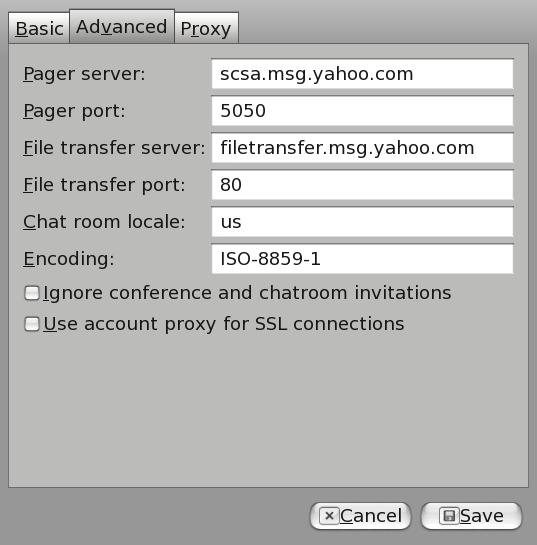 Basic Advanced Proxy
Pager server: scsa.msg.yahoo.com
Pager port: 5050
File transfer server: filetransfer.msg.yahoo.com
File transfer port: 80
Chat room locale: us
Encoding: ISO-8859-1
Ignore conference and chatroom invitations
Use account proxy for SSL connections
Cancel Save